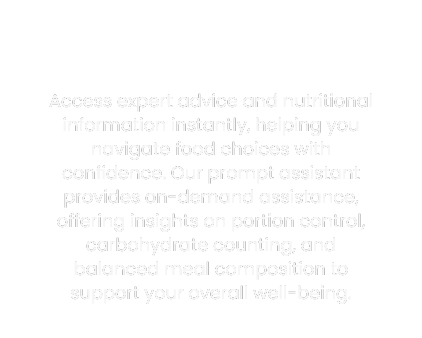 Access expert advice and nutritional
information instantly, helping you
navigate food choices with
confidence. Our prompt assistant
provides on-demand assistance,
offering insights on portion control,
carbohydrate counting, and
balanced meal composition to
support your overall well-being.